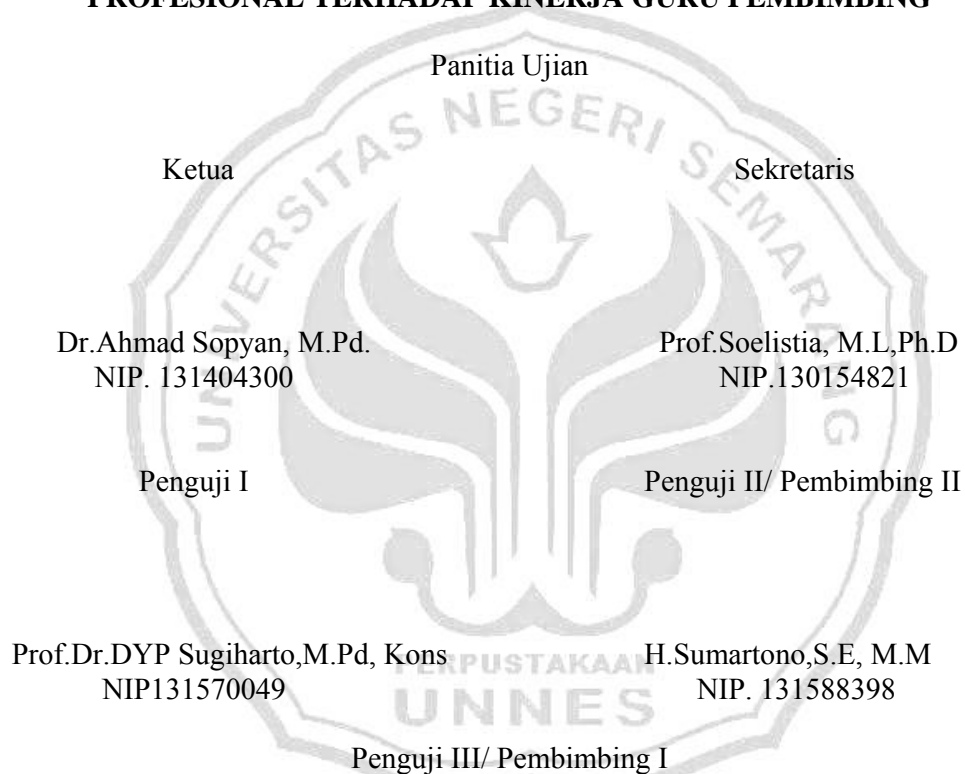 PROFESIONAL TERHADAP KINERJA GURU PEMBIMBING
Panitia Ujian
UNIVERSITAS NEGERI SEMARANG
Ketua
Sekretaris
Dr.Ahmad Sopyan, M.Pd.
Prof.Soelistia, M.L,Ph.D
NIP. 131404300
NIP.130154821
Penguji I
Penguji II/ Pembimbing II
Prof.Dr.DYP Sugiharto,M.Pd, Kons
H.Sumartono,S.E, M.M
PERPUSTAKAAN
NIP131570049
NIP. 131588398
UNNES
Penguji III/ Pembimbing I